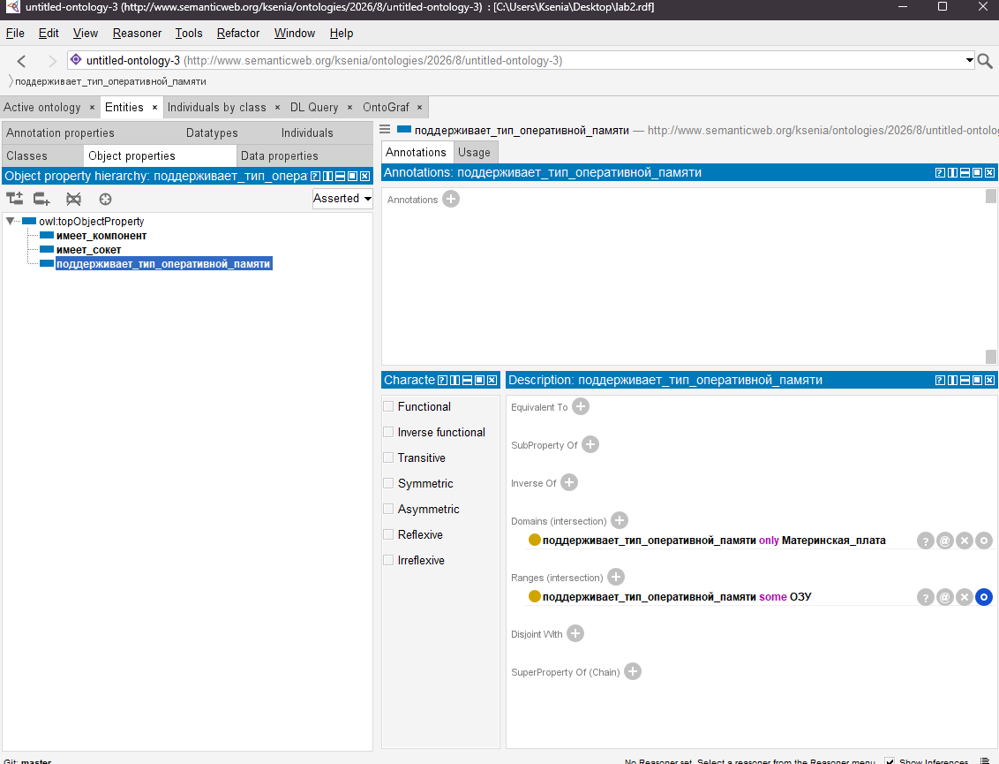 untitled-ontology-3 (http://www.semanticweb.org/ksenia/ontologies/2026/8/untitled-ontology-3) : [C:\Users\Ksenia\Desktop\lab2.rdf]
File Edit View Reasoner Tools Refactor Window Help
untitled-ontology-3 (http://www.semanticweb.org/ksenia/ontologies/2026/8/untitled-ontology-3)
поддерживает_тип_оперативной_памяти
Active ontology × Entities × Individuals by class × DL Query × OntoGraf ×
Annotation properties Datatypes Individuals
Classes Object properties Data properties
Object property hierarchy: поддерживает_тип_опера
Asserted
owl:topObjectProperty
имеет_компонент
имеет_сокет
поддерживает_тип_оперативной_памяти
поддерживает_тип_оперативной_памяти — http://www.semanticweb.org/ksenia/ontologies/2026/8/untitled-ontolog
Annotations Usage
Annotations: поддерживает_тип_оперативной_памяти
Annotations
Characte
Functional
Inverse functional
Transitive
Symmetric
Asymmetric
Reflexive
Irreflexive
Description: поддерживает_тип_оперативной_памяти
Equivalent To
SubProperty Of
Inverse Of
Domains (intersection)
поддерживает_тип_оперативной_памяти only Материнская_плата
Ranges (intersection)
поддерживает_тип_оперативной_памяти some ОЗУ
Disjoint With
SuperProperty Of (Chain)
Git: master
No Reasoner set. Select a reasoner from the Reasoner menu Show Inferences